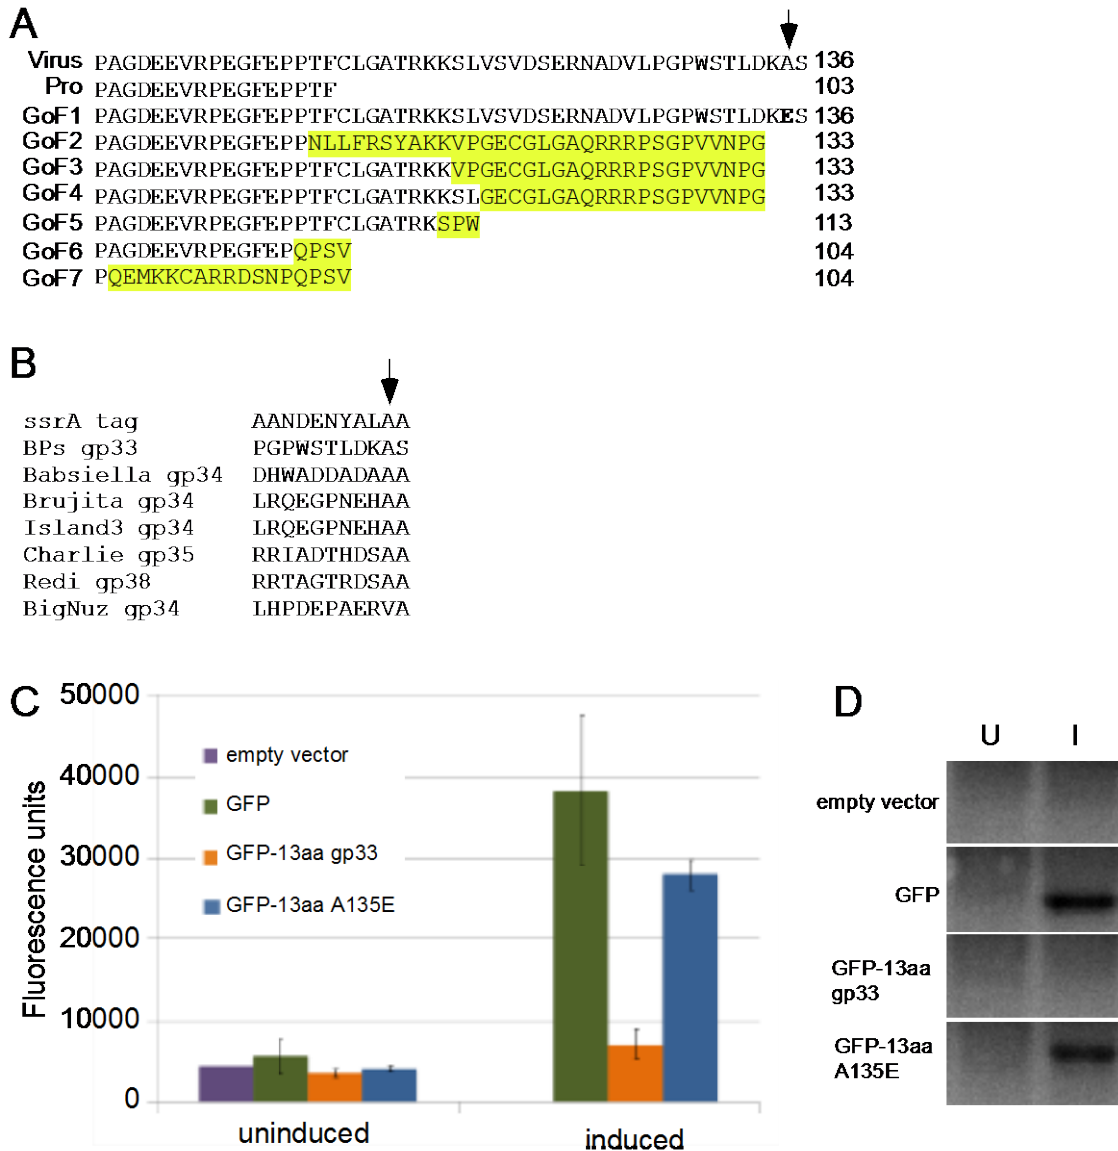 A
Virus PAGDEEVRPEGFEPPTFCLGATRKKSLVSVDSERNADVLPGPWSTLDKAS 136
Pro PAGDEEVRPEGFEPPTF 103
GoF1 PAGDEEVRPEGFEPPTFCLGATRKKSLVSVDSERNADVLPGPWSTLDKES 136
GoF2 PAGDEEVRPEGFEPPNLLFRSYAKKVPGECGLGAQRRRPSGPVVNPG 133
GoF3 PAGDEEVRPEGFEPPTFCLGATRKKVPGECGLGAQRRRPSGPVVNPG 133
GoF4 PAGDEEVRPEGFEPPTFCLGATRKKSLGECGLGAQRRRPSGPVVNPG 133
GoF5 PAGDEEVRPEGFEPPTFCLGATRKSPW 113
GoF6 PAGDEEVRPEGFEPQPSV 104
GoF7 PQEMKKCARRDSNPQPSV 104
B
ssrA tag AANDENYALAA
BPs gp33 PGPWSTLDKAS
Babsiella gp34 DHWADDADAAA
Brujita gp34 LRQEGPNEHAA
Island3 gp34 LRQEGPNEHAA
Charlie gp35 RRIADTHDSAA
Redi gp38 RRTAGTRDSAA
BigNuz gp34 LHPDEPAERVA
C
Fluorescence units
50000
40000
30000
20000
10000
0
empty vector
GFP
GFP-13aa gp33
GFP-13aa A135E
uninduced induced
D
U I
empty vector
GFP
GFP-13aa
gp33
GFP-13aa
A135E